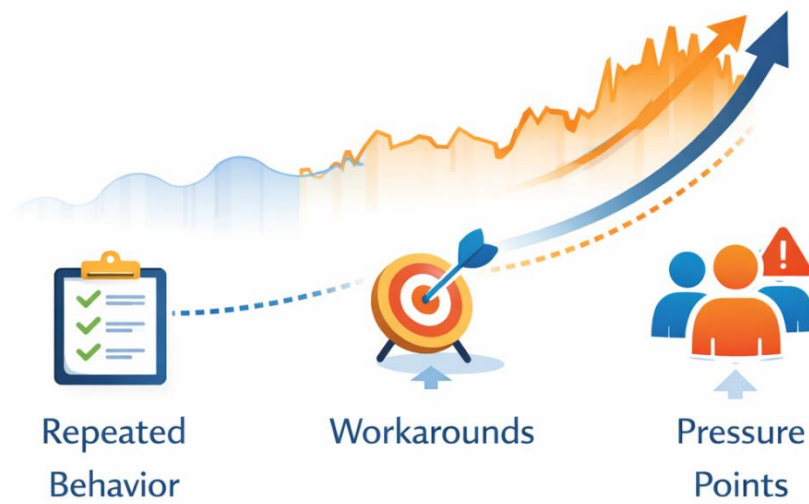 Repeated
Behavior
Workarounds
Pressure
Points